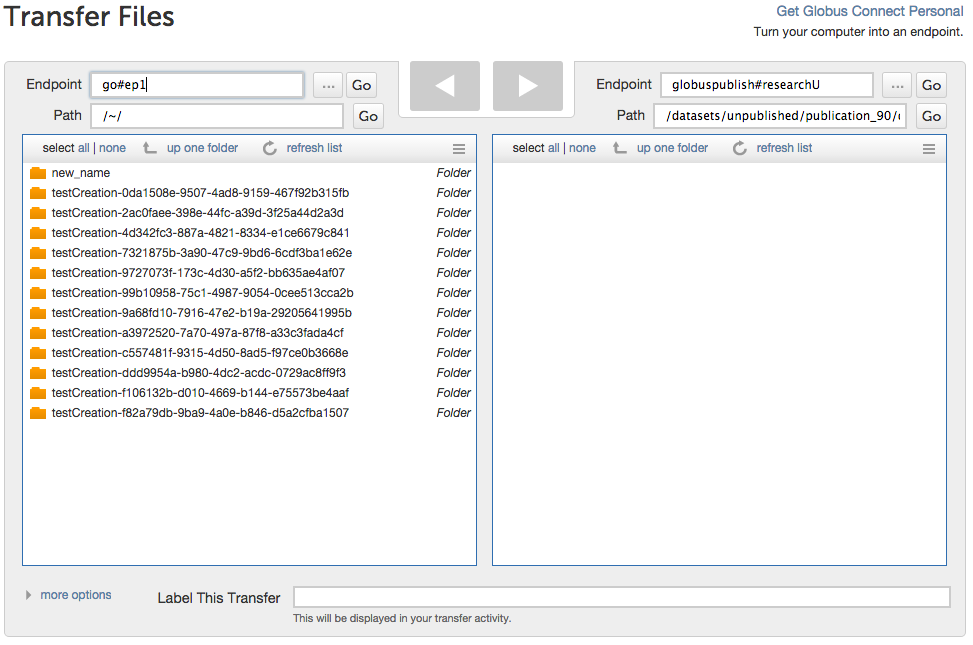 Transfer Files
Get Globus Connect Personal
Turn your computer into an endpoint.
Endpoint go#ep1 ... Go
Path /~/ Go
select all | none up one folder refresh list
new_name Folder
testCreation-0da1508e-9507-4ad8-9159-467f92b315fb Folder
testCreation-2ac0faee-398e-44fc-a39d-3f25a44d2a3d Folder
testCreation-4d342fc3-887a-4821-8334-e1ce6679c841 Folder
testCreation-7321875b-3a90-47c9-9bd6-6cdf3ba1e62e Folder
testCreation-9727073f-173c-4d30-a5f2-bb635ae4af07 Folder
testCreation-99b10958-75c1-4987-9054-0cee513cca2b Folder
testCreation-9a68fd10-7916-47e2-b19a-29205641995b Folder
testCreation-a3972520-7a70-497a-87f8-a33c3fada4cf Folder
testCreation-c557481f-9315-4d50-8ad5-f97ce0b3668e Folder
testCreation-ddd9954a-b980-4dc2-acdc-0729ac8ff9f3 Folder
testCreation-f106132b-d010-4669-b144-e75573be4aaf Folder
testCreation-f82a79db-9ba9-4a0e-b846-d5a2cfba1507 Folder
Endpoint globuspublish#researchU ... Go
Path /datasets/unpublished/publication_90/ Go
select all | none up one folder refresh list
more options
Label This Transfer
This will be displayed in your transfer activity.